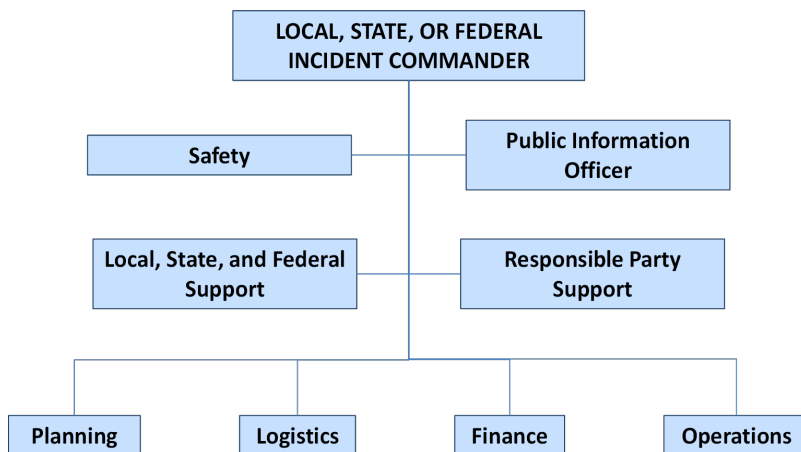 LOCAL, STATE, OR FEDERAL
INCIDENT COMMANDER
Safety
Public Information
Officer
Local, State, and Federal
Support
Responsible Party
Support
Planning
Logistics
Finance
Operations